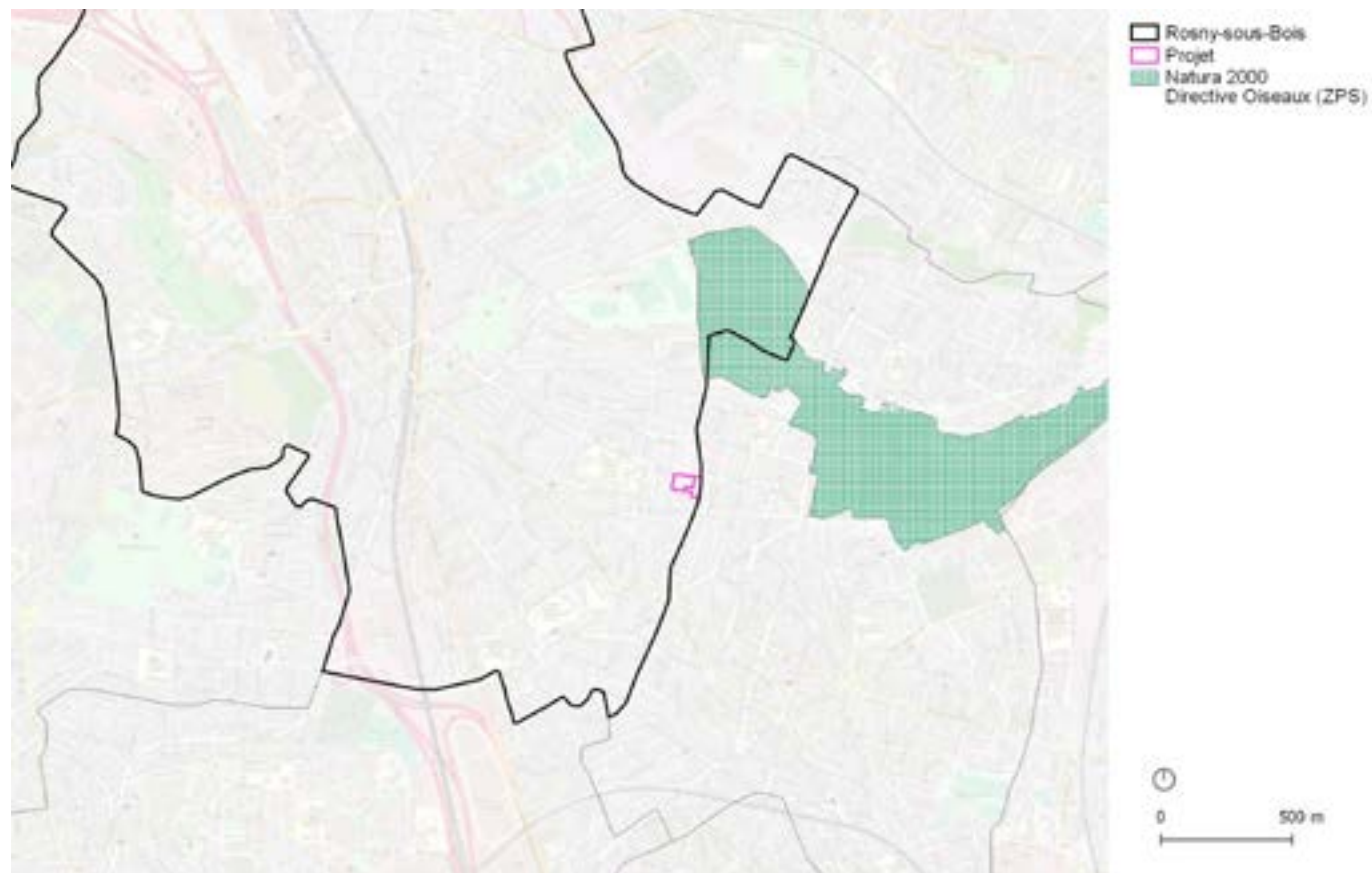 Rosny-sous-Bois
Projet
Natura 2000
Directive Oiseaux (ZPS)
0 500 m